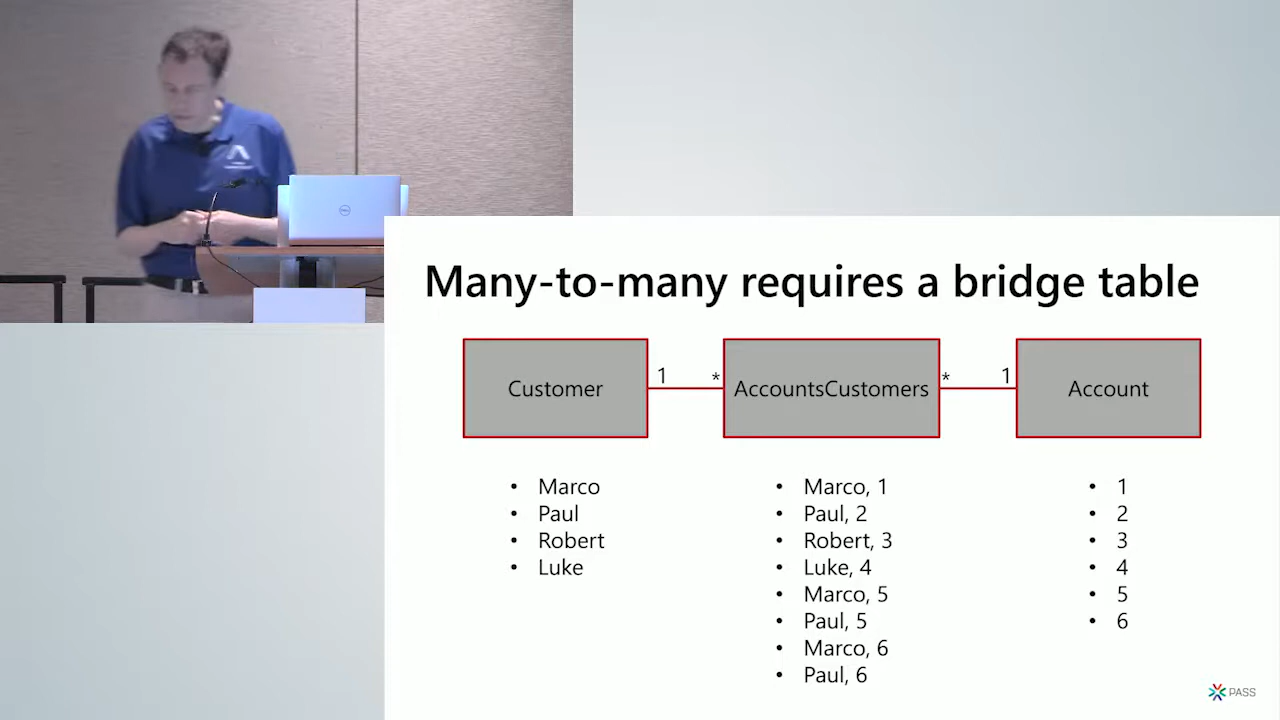 Many-to-many requires a bridge table
Customer
1
*
AccountsCustomers
*
1
Account
• Marco
• Paul
• Robert
• Luke
• Marco, 1
• Paul, 2
• Robert, 3
• Luke, 4
• Marco, 5
• Paul, 5
• Marco, 6
• Paul, 6
• 1
• 2
• 3
• 4
• 5
• 6
PASS